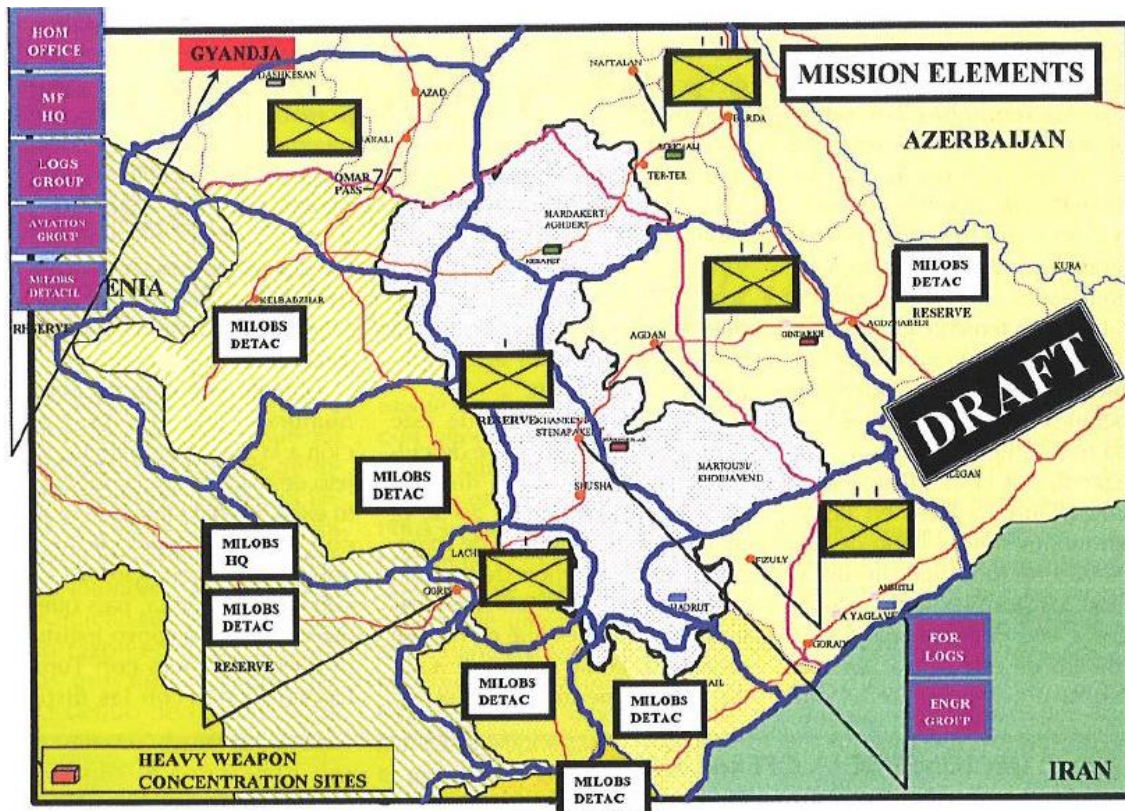 HOM
OFFICE
MF
HQ
LOGS
GROUP
AVIATION
GROUP
MILOBS
GYANDJA
DASHKESAN
AZAD
OMAR
PASS
NAFTALAN
BARDA
TER-TER
MARDAKERT/
AGHDERE
MISSION ELEMENTS
AZERBAIJAN
KURA
ENIA
RESERVE
KELBADZHAR
MILOBS
DETAC
MILOBS
DETAC
RESERVE
AGDZHABEDI
AGDAM
DRAFT
RESERVE
SHUSHA
MARTOUNI/
KHODJAVEND
MILOBS
DETAC
MILOBS
HQ
MILOBS
DETAC
RESERVE
LACH
GORIS
FIZULY
HADRUT
MILOBS
DETAC
MILOBS
DETAC
MILOBS
DETAC
FOR.
LOGS
ENGR
GROUP
HEAVY WEAPON
CONCENTRATION SITES
IRAN